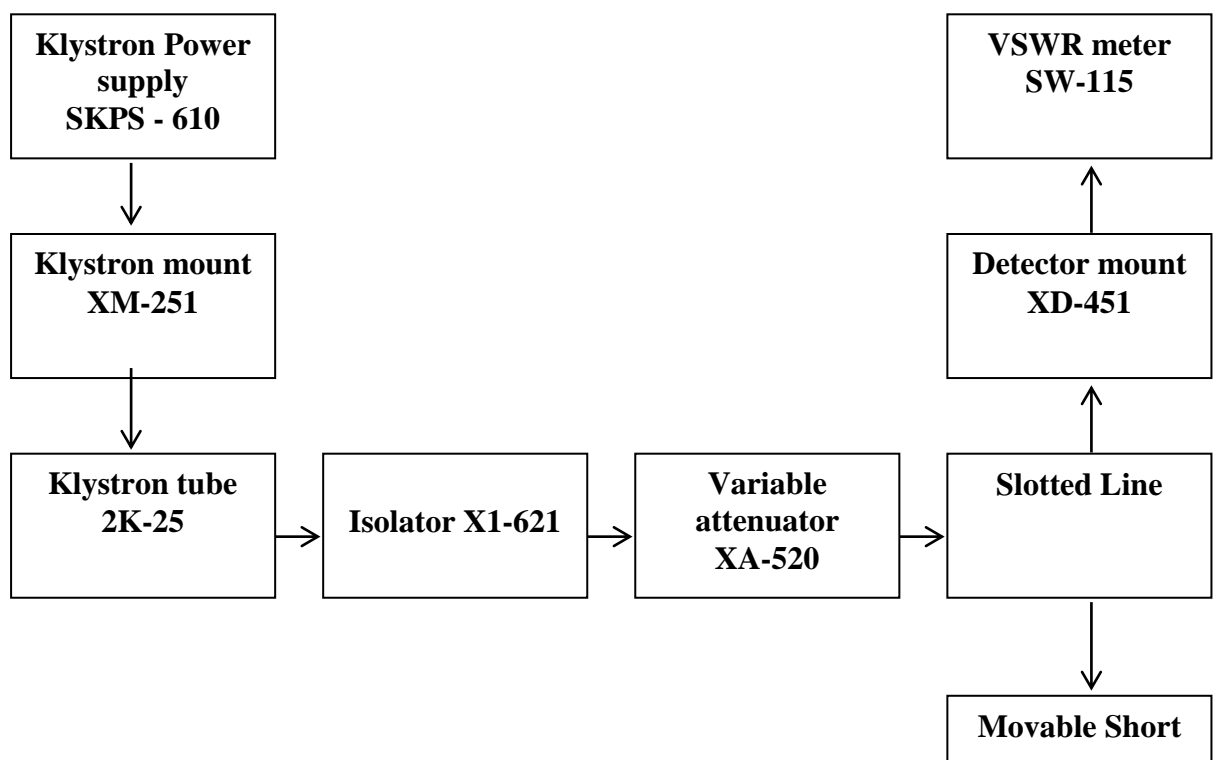 Klystron Power
supply
SKPS - 610
VSWR meter
SW-115
Klystron mount
XM-251
Detector mount
XD-451
Klystron tube
2K-25
Isolator X1-621
Variable
attenuator
XA-520
Slotted Line
Movable Short